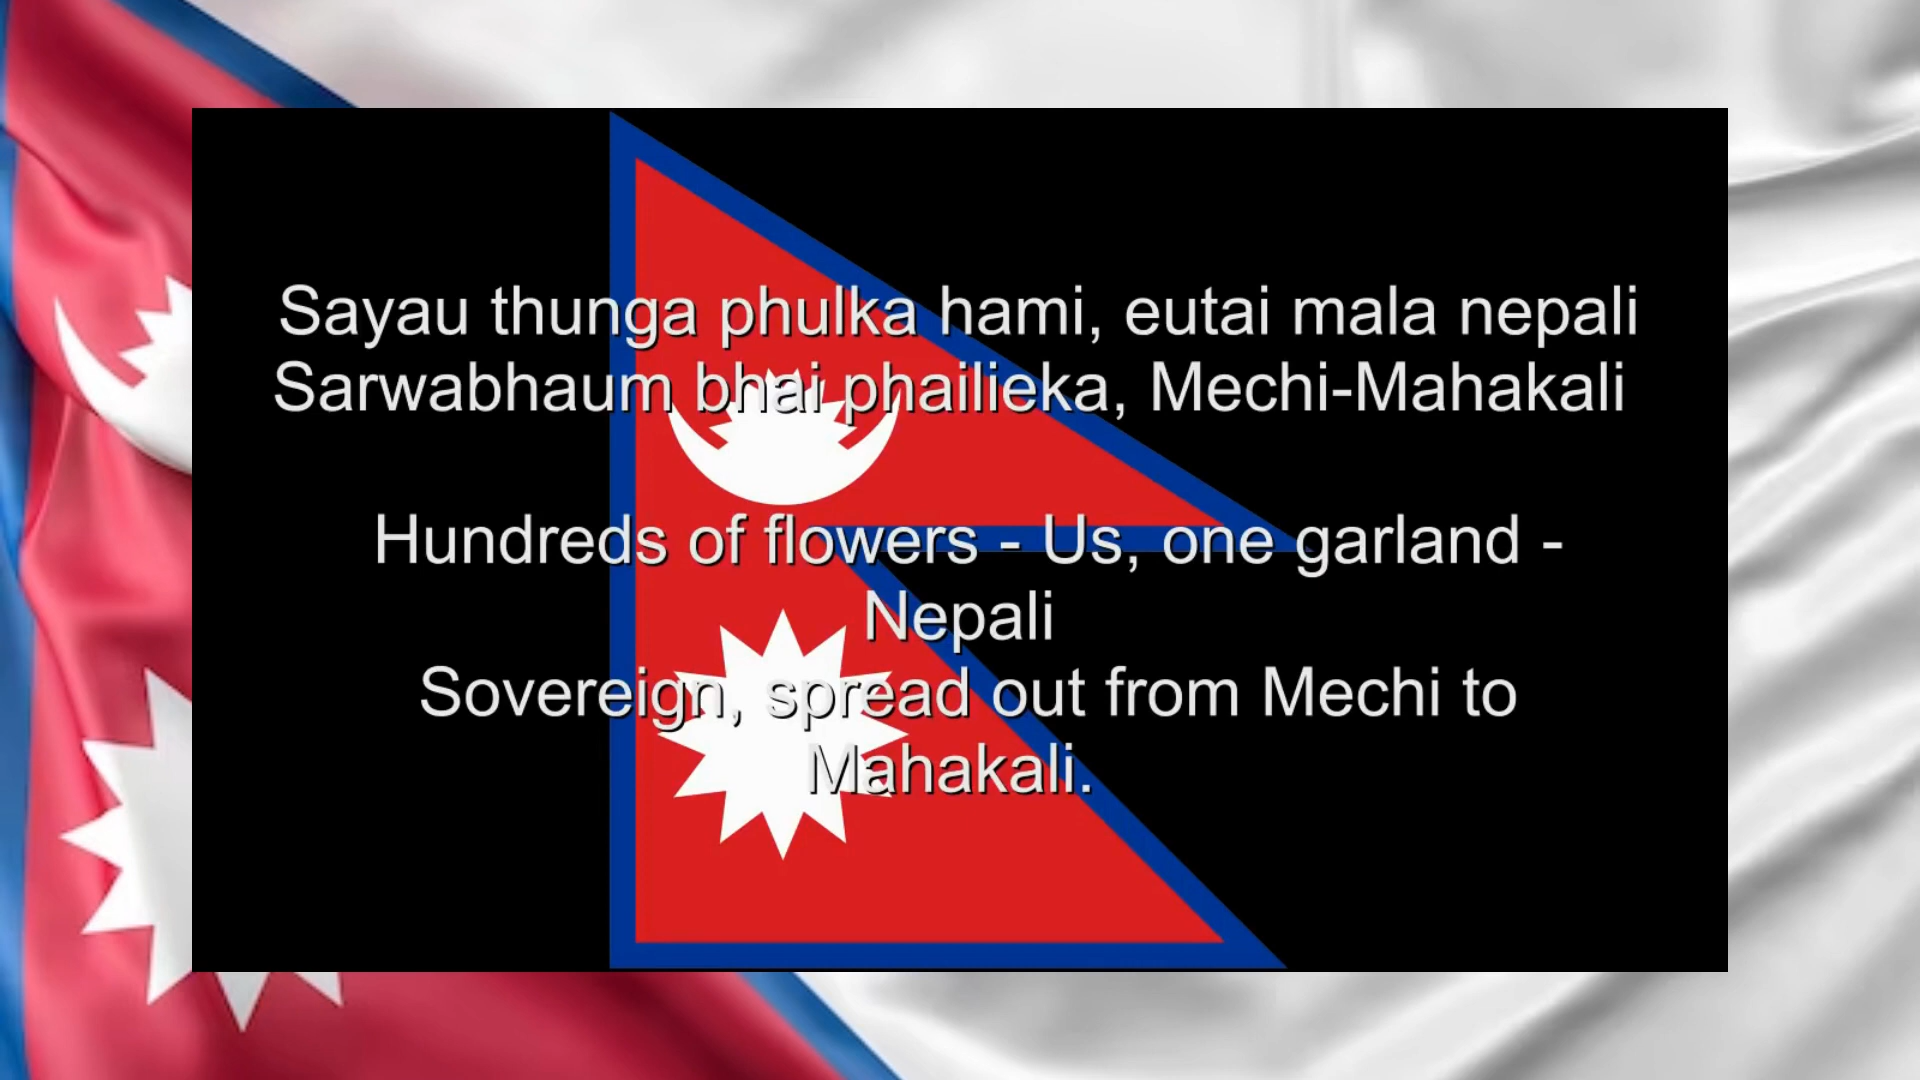 Sayau thunga phulka hami, eutai mala nepali
Sarwabhaum bhai phailieka, Mechi-Mahakali
Hundreds of flowers - Us, one garland -
Nepali
Sovereign, spread out from Mechi to
Mahakali.